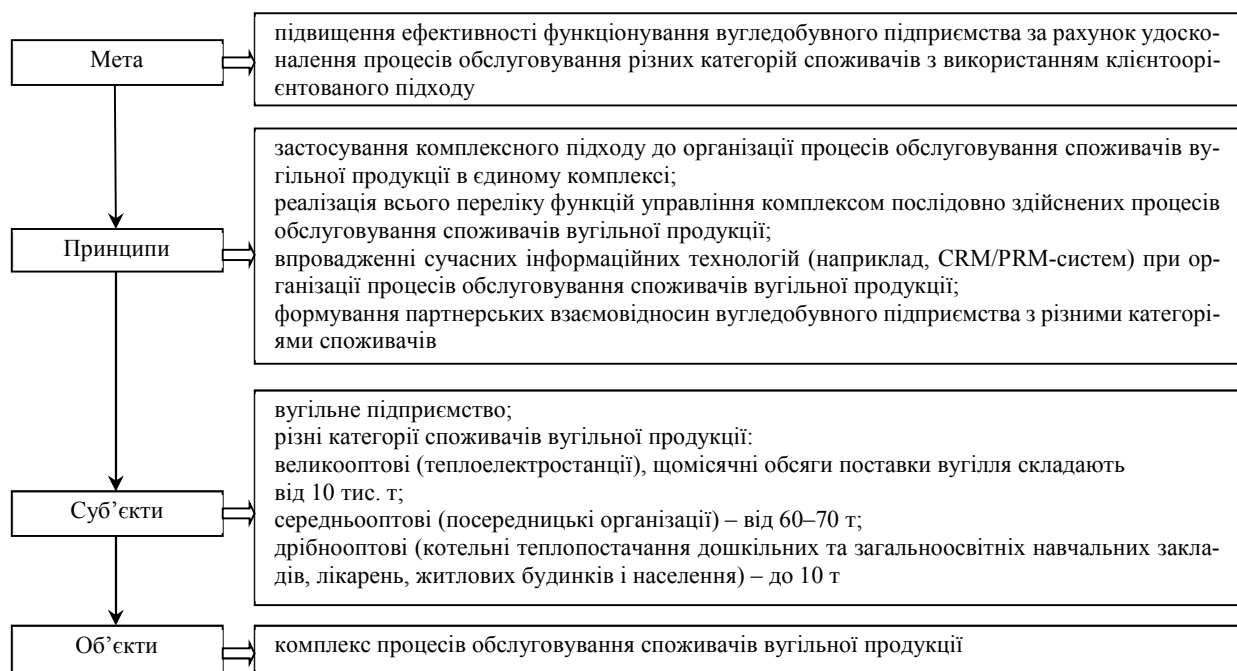 Мета
підвищення ефективності функціонування вугледобувного підприємства за рахунок удоско-
налення процесів обслуговування різних категорій споживачів з використанням клієнтоорі-
єнтованого підходу
Принципи
застосування комплексного підходу до організації процесів обслуговування споживачів ву-
гільної продукції в єдиному комплексі;
реалізація всього переліку функцій управління комплексом послідовно здійснених процесів
обслуговування споживачів вугільної продукції;
впровадженні сучасних інформаційних технологій (наприклад, CRM/PRM-систем) при ор-
ганізації процесів обслуговування споживачів вугільної продукції;
формування партнерських взаємовідносин вугледобувного підприємства з різними категорі-
ями споживачів
Суб’єкти
вугільне підприємство;
різні категорії споживачів вугільної продукції:
великооптові (теплоелектростанції), щомісячні обсяги поставки вугілля складають
від 10 тис. т;
середньооптові (посередницькі організації) – від 60–70 т;
дрібнооптові (котельні теплопостачання дошкільних та загальноосвітніх навчальних закла-
дів, лікарень, житлових будинків і населення) – до 10 т
Об’єкти
комплекс процесів обслуговування споживачів вугільної продукції